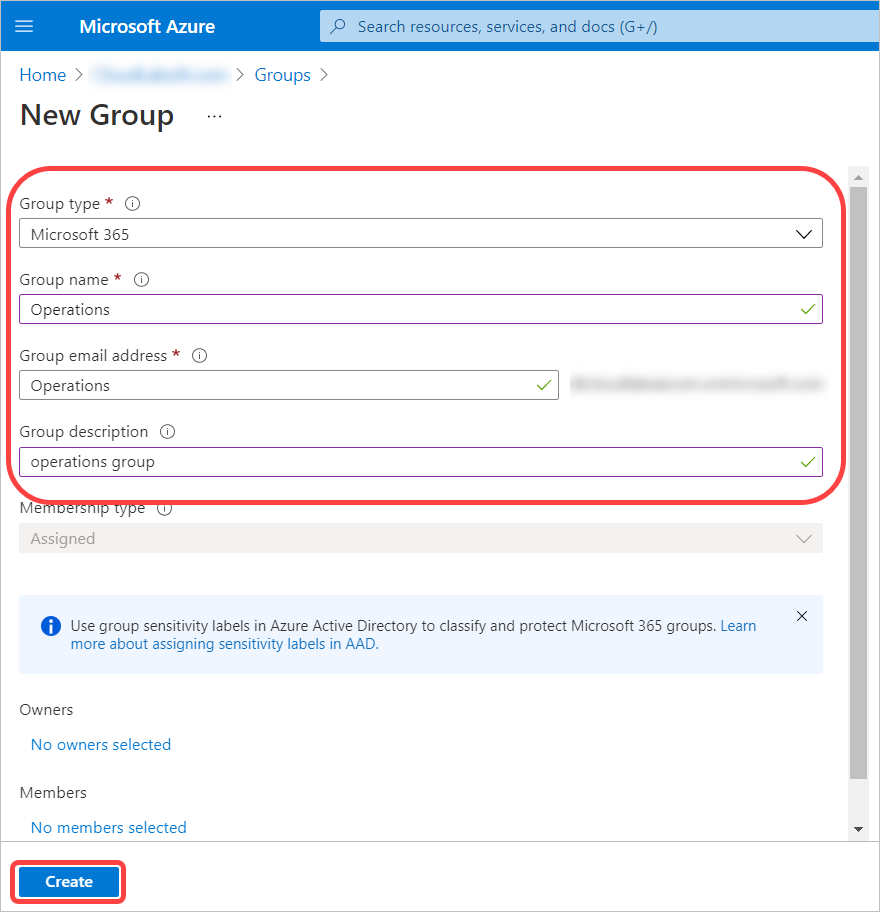 Microsoft Azure
Search resources, services, and docs (G+/)
Home > > Groups >
New Group ...
Group type *
Microsoft 365
Group name *
Operations
Group email address *
Operations
Group description
operations group
Membership type
Assigned
Use group sensitivity labels in Azure Active Directory to classify and protect Microsoft 365 groups. Learn
more about assigning sensitivity labels in AAD.
Owners
No owners selected
Members
No members selected
Create